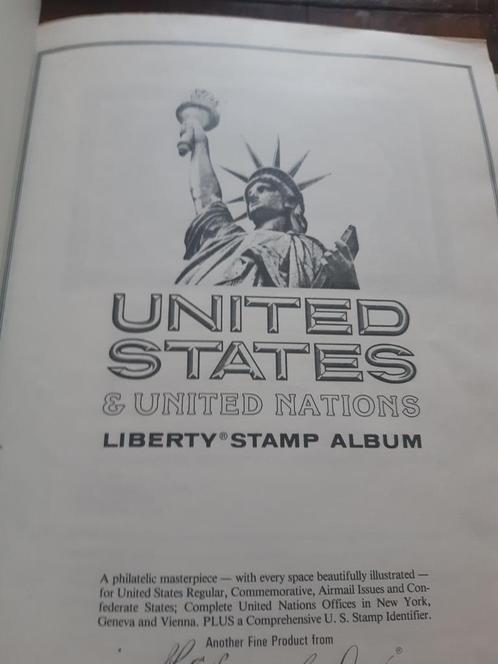 UNITED
STATES
& UNITED NATIONS
LIBERTY® STAMP ALBUM
A philatelic masterpiece — with every space beautifully illustrated —
for United States Regular, Commemorative, Airmail Issues and Con-
federate States; Complete United Nations Offices in New York,
Geneva and Vienna. PLUS a Comprehensive U. S. Stamp Identifier.
Another Fine Product from
®